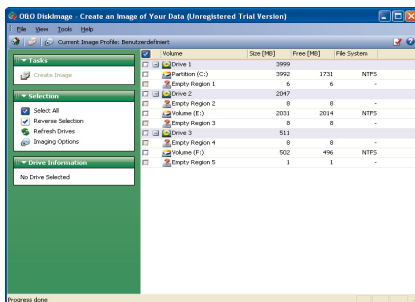 O&O DiskImage - Create an Image of Your Data (Unregistered Trial Version)
File View Tools Help
Current Image Profile: Benutzerdefiniert
Tasks
Create Image
Selection
Select All
Reverse Selection
Refresh Drives
Imaging Options
Drive Information
No Drive Selected
Volume Size [MB] Free [MB] File System
Drive 1 3999
Partition (C:) 3992 1731 NTFS
Empty Region 1 6 6 -
Drive 2 2047
Empty Region 2 8 8 -
Volume (E:) 2031 2014 NTFS
Empty Region 3 8 8 -
Drive 3 511
Empty Region 4 8 8 -
Volume (F:) 502 496 NTFS
Empty Region 5 1 1 -
Progress done